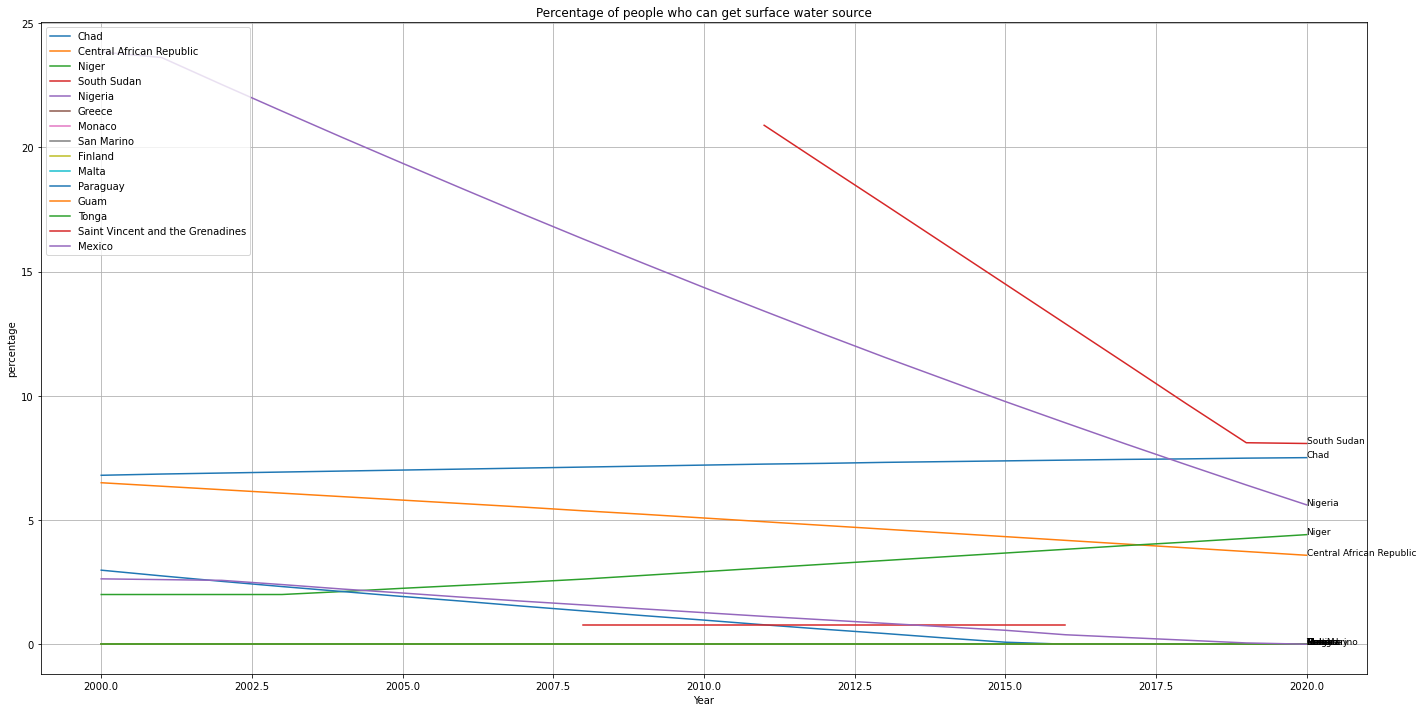 Percentage of people who can get surface water source
25
20
15
10
5
0
percentage
Chad
Central African Republic
Niger
South Sudan
Nigeria
Greece
Monaco
San Marino
Finland
Malta
Paraguay
Guam
Tonga
Saint Vincent and the Grenadines
Mexico
South Sudan
Chad
Nigeria
Niger
Central African Republic
2000.0
2002.5
2005.0
2007.5
2010.0
2012.5
2015.0
2017.5
2020.0
Year